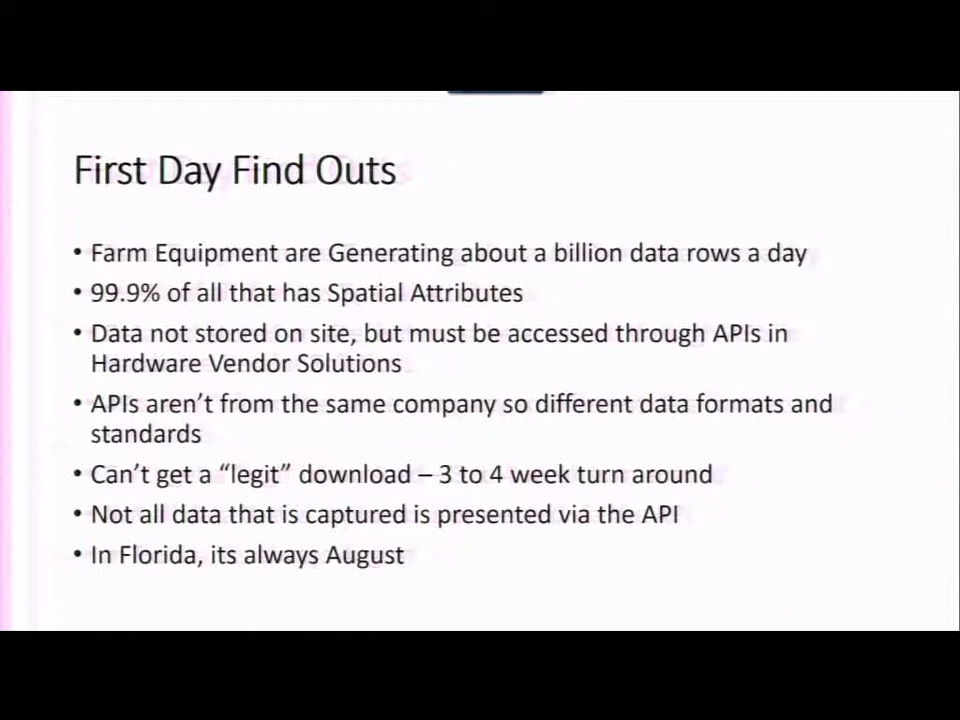 First Day Find Outs
• Farm Equipment are Generating about a billion data rows a day
• 99.9% of all that has Spatial Attributes
• Data not stored on site, but must be accessed through APIs in
Hardware Vendor Solutions
• APIs aren’t from the same company so different data formats and
standards
• Can’t get a “legit” download – 3 to 4 week turn around
• Not all data that is captured is presented via the API
• In Florida, its always August